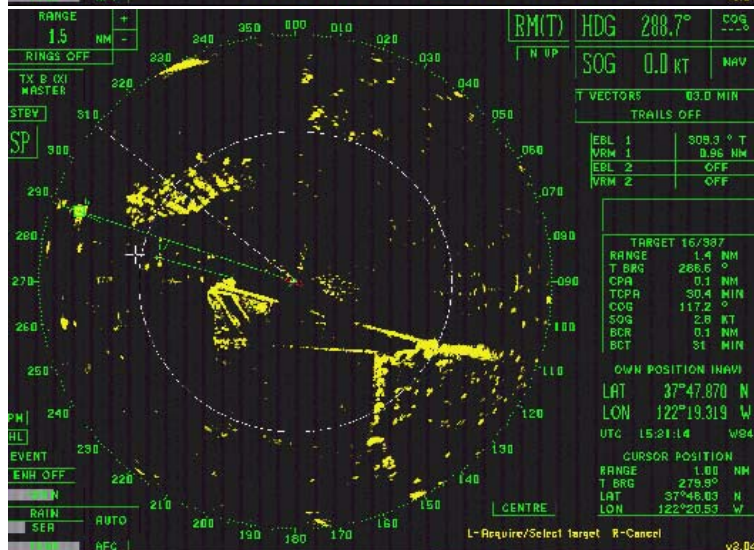 RANGE
1.5 NM
+
-
RINGS OFF
TX B (X)
MASTER
STBY
SP
RM(T)
N UP
HDG 288.7°
COG
---°
SOG 0.0 KT
NAV
T VECTORS 03.0 MIN
TRAILS OFF
EBL 1 309.3 ° T
VRM 1 0.96 NM
EBL 2 OFF
VRM 2 OFF
TARGET 16/987
RANGE 1.4 NM
T BRG 286.6 °
CPA 0.1 NM
TCPA 30.4 MIN
COG 117.2 °
SOG 2.8 KT
BCR 0.1 NM
BCT 31 MIN
OWN POSITION (NAV)
LAT 37°47.870 N
LON 122°19.319 W
UTC 15:21:14 W84
CURSOR POSITION
RANGE 1.00 NM
T BRG 279.9°
LAT 37°48.03 N
LON 122°20.53 W
000
010
020
030
040
050
060
070
080
090
100
110
120
130
140
150
160
170
180
190
200
210
220
230
240
250
260
270
280
290
300
310
350
HL
EVENT
ENH OFF
RAIN
SEA
AUTO
AFC
CENTRE
L-Acquire/Select target R-Cancel
v3.04